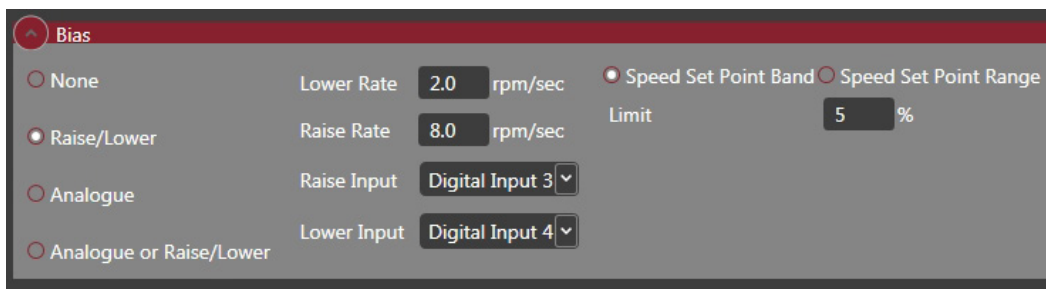 Bias
None
Raise/Lower
Analogue
Analogue or Raise/Lower
Lower Rate 2.0 rpm/sec
Raise Rate 8.0 rpm/sec
Raise Input Digital Input 3
Lower Input Digital Input 4
Speed Set Point Band Speed Set Point Range
Limit 5 %